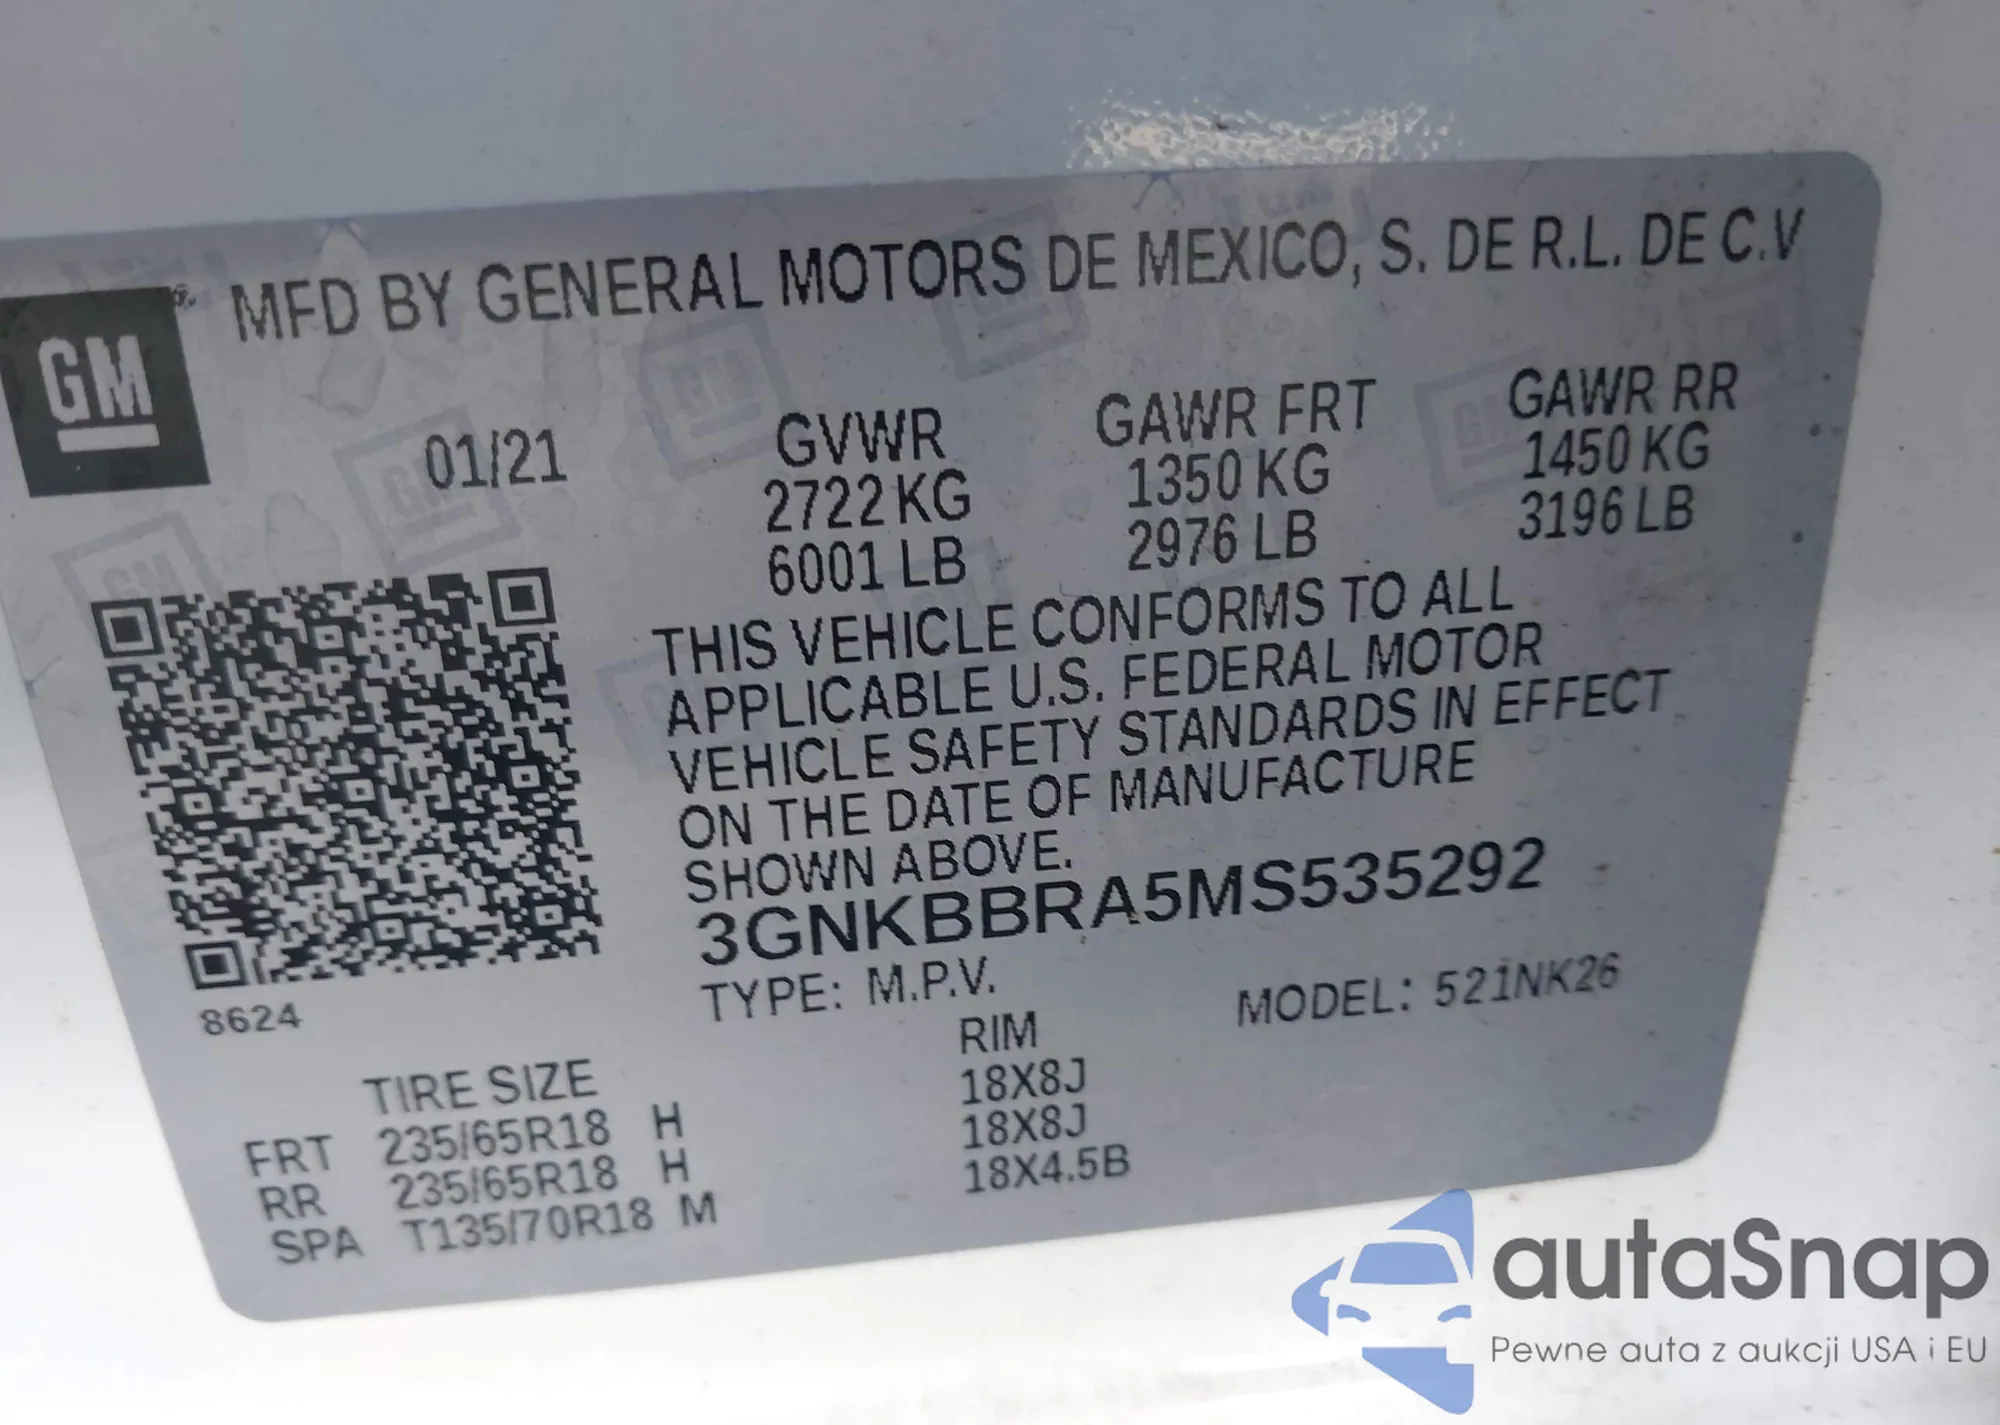 MFD BY GENERAL MOTORS DE MEXICO, S. DE R.L. DE C.V
GM
01/21
GVWR GAWR FRT GAWR RR
2722 KG 1350 KG 1450 KG
6001 LB 2976 LB 3196 LB
THIS VEHICLE CONFORMS TO ALL
APPLICABLE U.S. FEDERAL MOTOR
VEHICLE SAFETY STANDARDS IN EFFECT
ON THE DATE OF MANUFACTURE
SHOWN ABOVE.
3GNKBBRA5MS535292
TYPE: M.P.V. MODEL: 521NK26
8624
TIRE SIZE RIM
FRT 235/65R18 H 18X8J
RR 235/65R18 H 18X8J
SPA T135/70R18 M 18X4.5B
autaSnap
Pewne auta z aukcji USA i EU